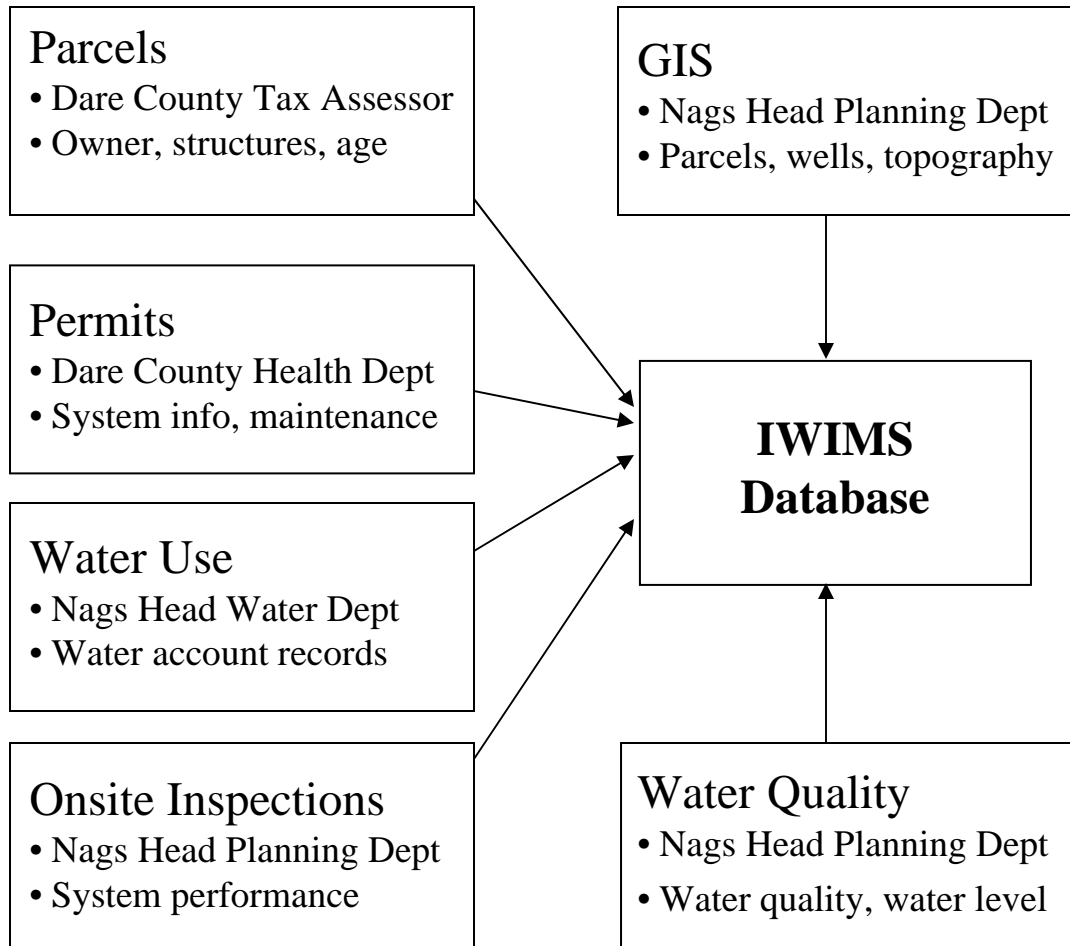 Parcels
• Dare County Tax Assessor
• Owner, structures, age
GIS
• Nags Head Planning Dept
• Parcels, wells, topography
Permits
• Dare County Health Dept
• System info, maintenance
IWIMS
Database
Water Use
• Nags Head Water Dept
• Water account records
Onsite Inspections
• Nags Head Planning Dept
• System performance
Water Quality
• Nags Head Planning Dept
• Water quality, water level